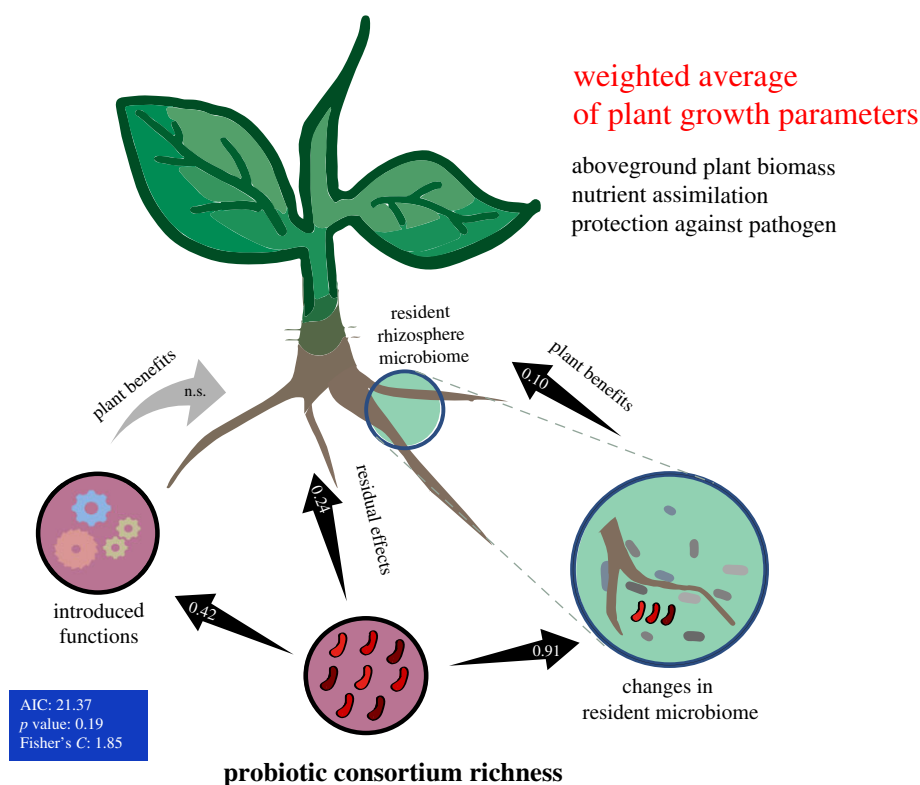 weighted average
of plant growth parameters
aboveground plant biomass
nutrient assimilation
protection against pathogen
resident
rhizosphere
microbiome
plant benefits
n.s.
plant benefits
0.10
residual effects
0.24
introduced
functions
0.42
0.91
changes in
resident microbiome
AIC: 21.37
p value: 0.19
Fisher's C: 1.85
probiotic consortium richness